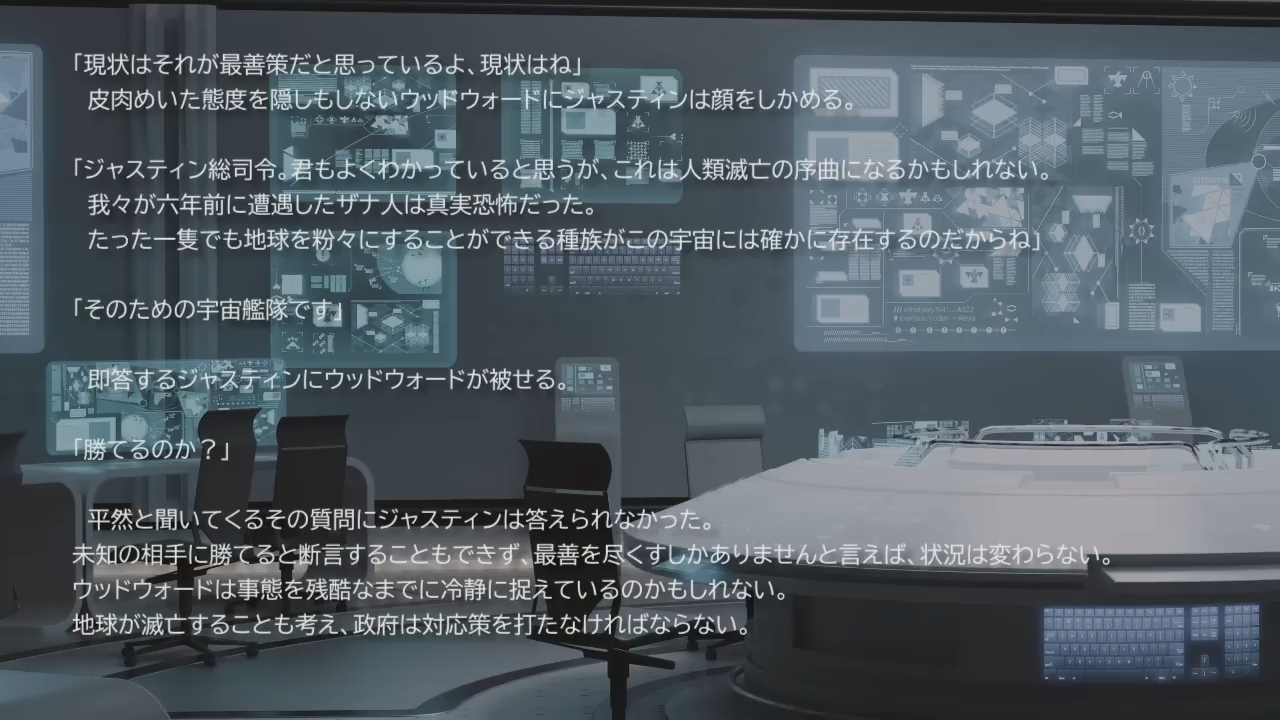 「現状はそれが最善策だと思っているよ、現状はね」
皮肉めいた態度を隠しもしないウッドウォードにジャスティンは顔をしかめる。
「ジャスティン総司令。君もよくわかっていると思うが、これは人類滅亡の序曲になるかもしれない。
我々が六年前に遭遇したザナ人は真実恐怖だった。
たった一隻でも地球を粉々にすることができる種族がこの宇宙には確かに存在するのだからね」
「そのための宇宙艦隊です」
即答するジャスティンにウッドウォードが被せる。
「勝てるのか？」
平然と聞いてくるその質問にジャスティンは答えられなかった。
未知の相手に勝てると断言することもできず、最善を尽くすしかありませんと言えば、状況は変わらない。
ウッドウォードは事態を残酷なまでに冷静に捉えているのかもしれない。
地球が滅亡することも考え、政府は対応策を打たなければならない。